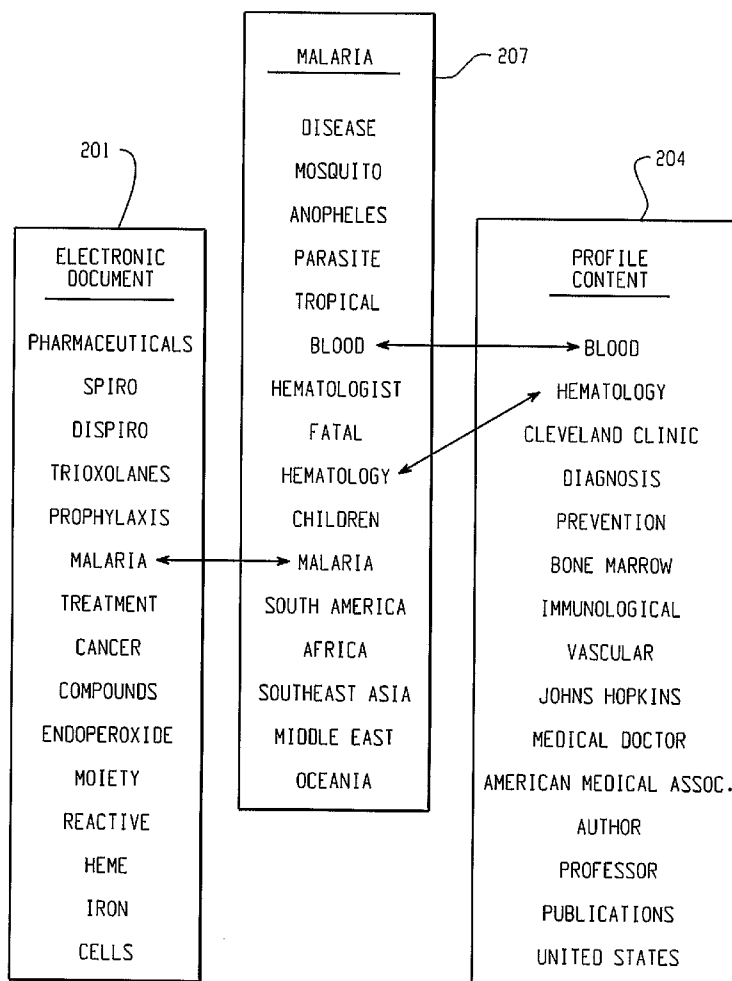 201
ELECTRONIC
DOCUMENT
PHARMACEUTICALS
SPIRO
DISPIRO
TRIOXOLANES
PROPHYLAXIS
MALARIA
TREATMENT
CANCER
COMPOUNDS
ENDOPEROXIDE
MOIETY
REACTIVE
HEME
IRON
CELLS
207
MALARIA
DISEASE
MOSQUITO
ANOPHELES
PARASITE
TROPICAL
BLOOD
HEMATOLOGIST
FATAL
HEMATOLOGY
CHILDREN
MALARIA
SOUTH AMERICA
AFRICA
SOUTHEAST ASIA
MIDDLE EAST
OCEANIA
204
PROFILE
CONTENT
BLOOD
HEMATOLOGY
CLEVELAND CLINIC
DIAGNOSIS
PREVENTION
BONE MARROW
IMMUNOLOGICAL
VASCULAR
JOHNS HOPKINS
MEDICAL DOCTOR
AMERICAN MEDICAL ASSOC.
AUTHOR
PROFESSOR
PUBLICATIONS
UNITED STATES